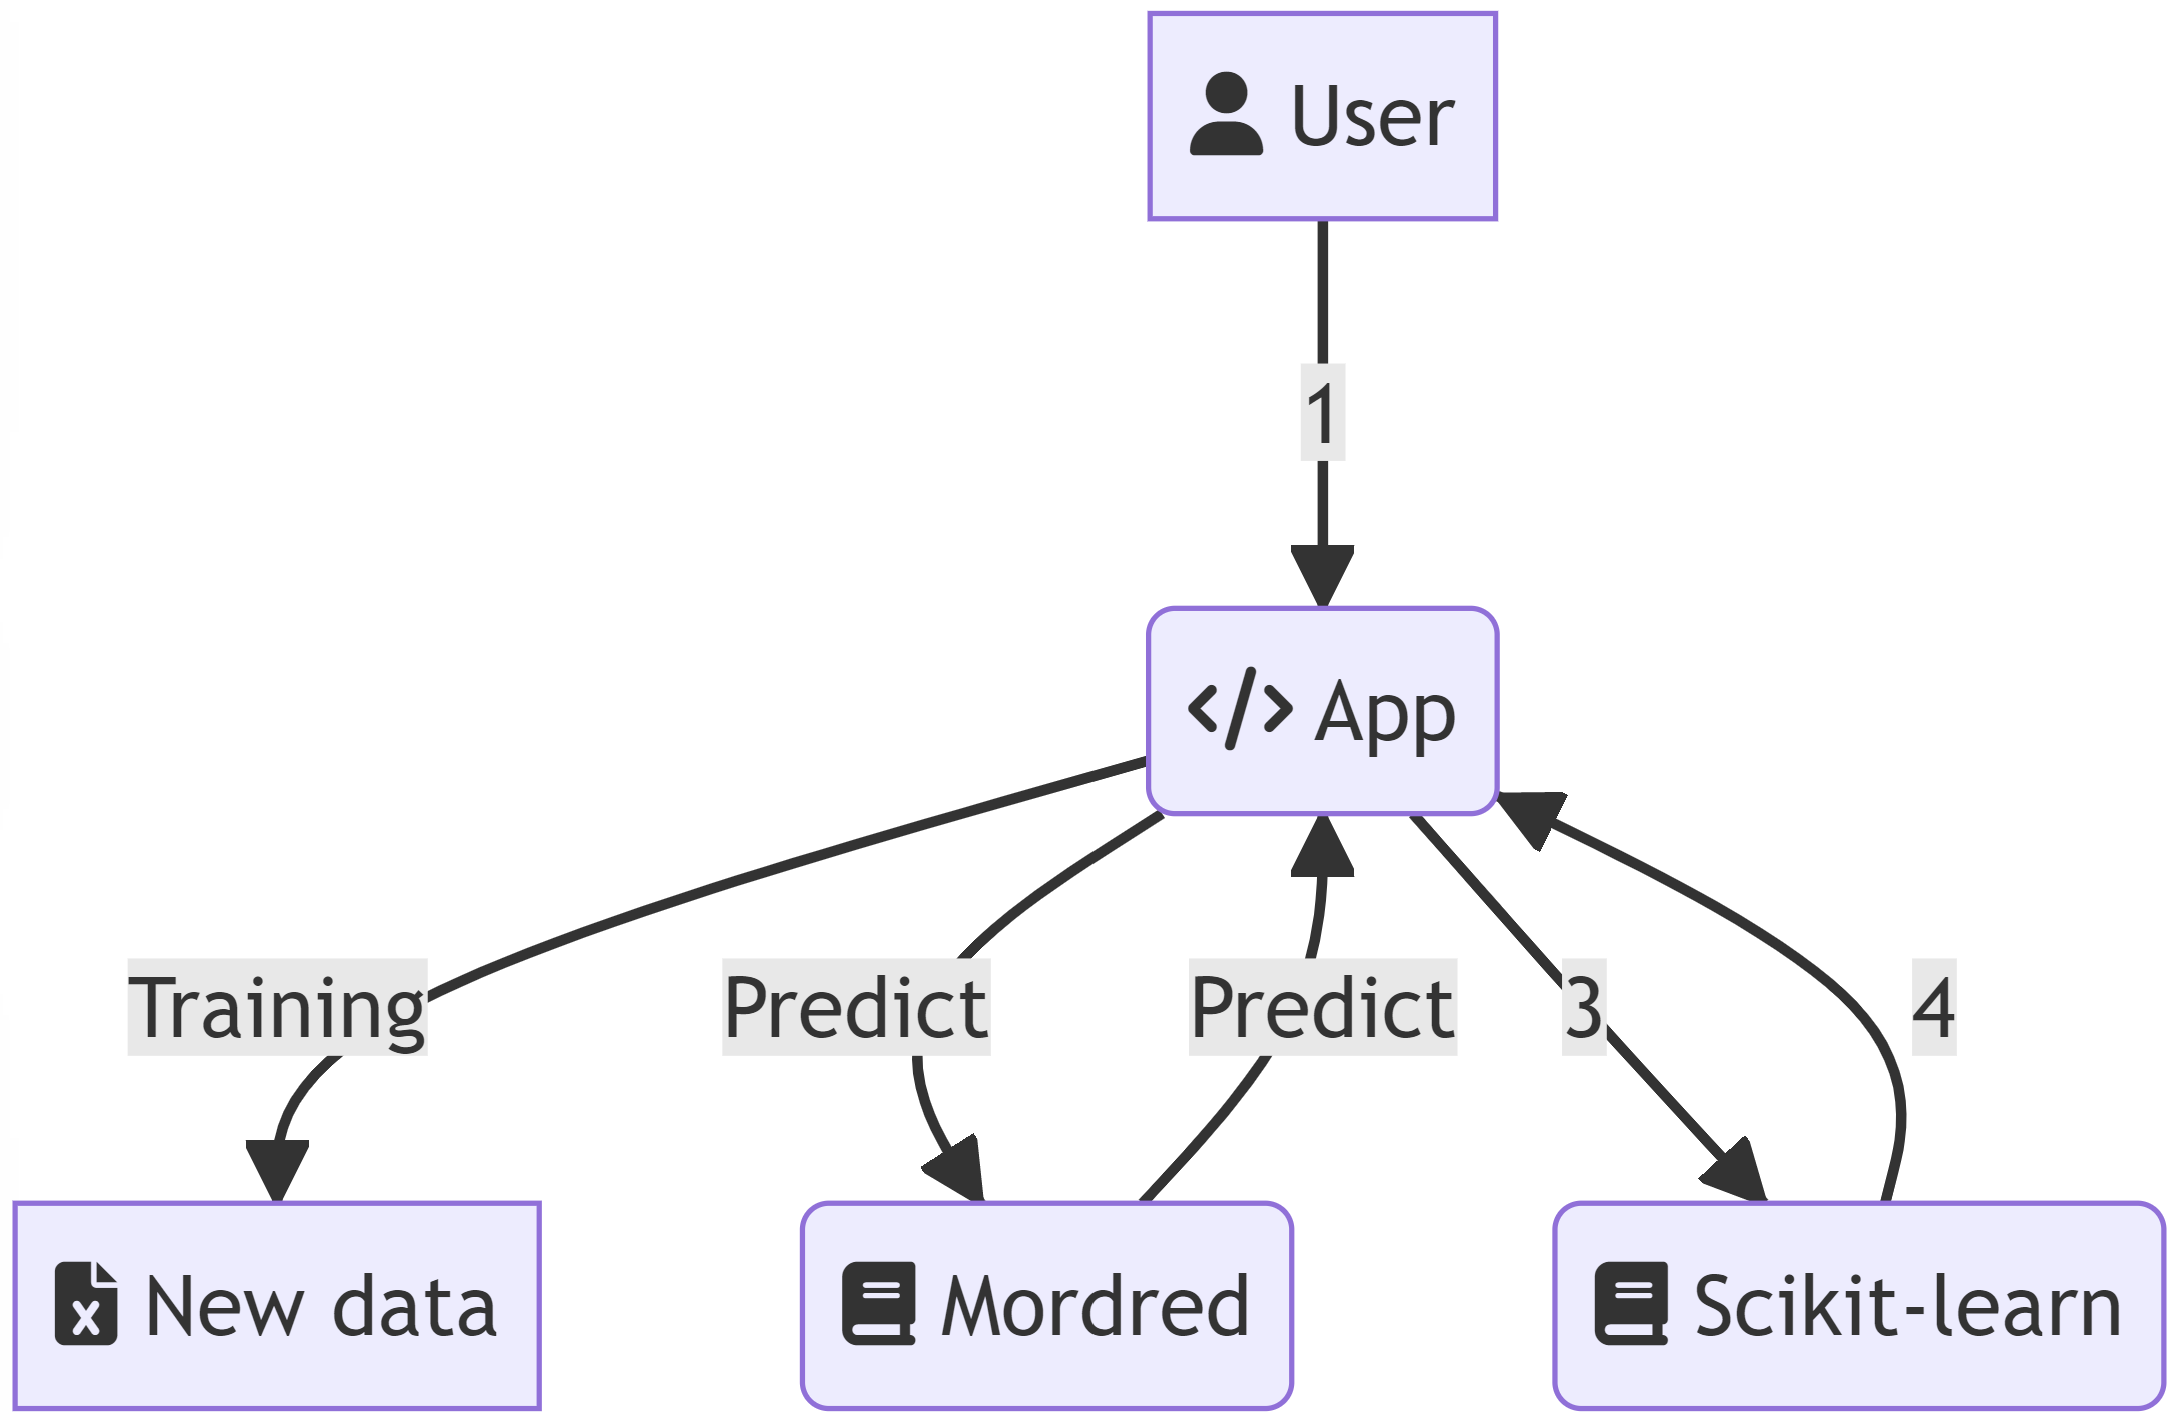 User
1
App
Training
Predict
Predict
3
4
New data
Mordred
Scikit-learn